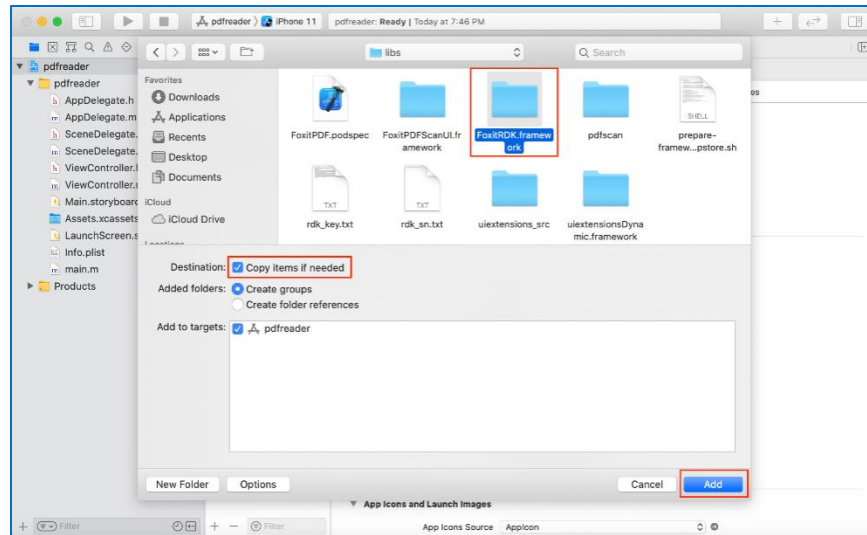 pdfreader
iPhone 11
pdfreader: Ready | Today at 7:46 PM
libs
Search
pdfreader
pdfreader
AppDelegate.h
AppDelegate.m
SceneDelegate.
SceneDelegate.
ViewController.
ViewController.
Main.storyboard
Assets.xcassets
LaunchScreen.s
Info.plist
main.m
Products
Favorites
Downloads
Applications
Recents
Desktop
Documents
iCloud
iCloud Drive
FoxitPDF.podspec
FoxitPDFScanUI.fr
amework
FoxitRDK.framew
ork
pdfscan
SHELL
prepare-
framew...pstore.sh
TXT
rdk_key.txt
TXT
rdk_sn.txt
uiextensions_src
uiextensionsDyna
mic.framework
es
Destination:
Copy items if needed
Added folders:
Create groups
Create folder references
Add to targets:
pdfreader
New Folder
Options
Cancel
Add
App Icons and Launch Images
App Icons Source
AppIcon
Filter
Filter